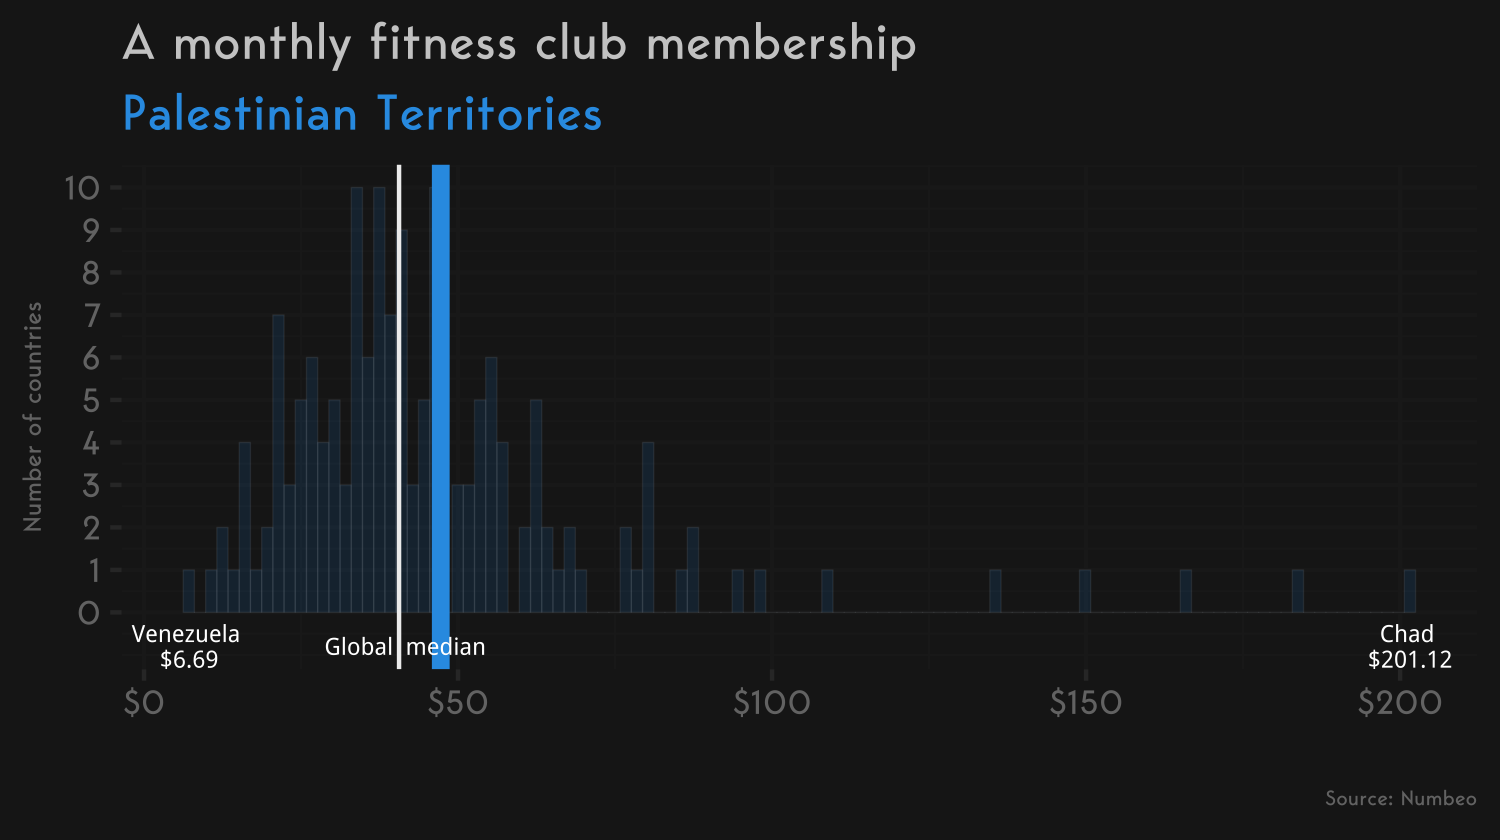 A monthly fitness club membership
Palestinian Territories
Number of countries
10
9
8
7
6
5
4
3
2
1
0
Venezuela
$6.69
Global median
Chad
$201.12
$0
$50
$100
$150
$200
Source: Numbeo